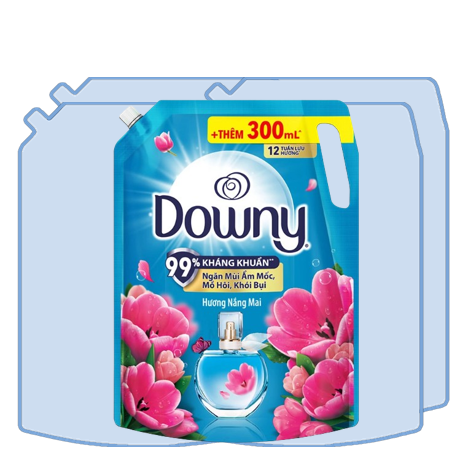 +THÊM 300mL*
12 TUẦN LƯU HƯƠNG*
Downy.
99% KHÁNG KHUẨN**
Ngăn Mùi Ẩm Mốc,
Mồ Hôi, Khói Bụi
Hương Nắng Mai